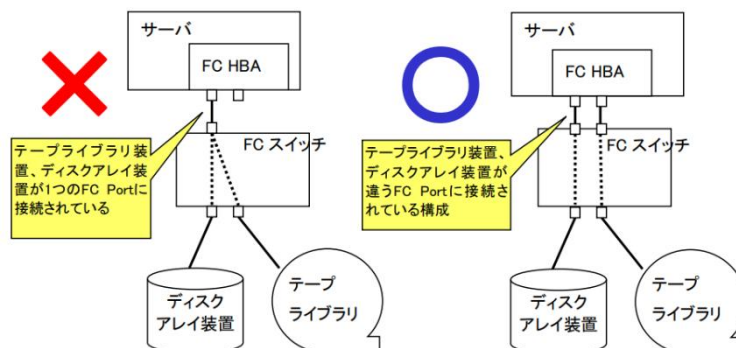 サーバ
FC HBA
テープライブラリ装
置、ディスクアレイ装
置が1つのFC Portに
接続されている
FC スイッチ
ディスク
アレイ装置
テープ
ライブラリ
サーバ
FC HBA
テープライブラリ装置、
ディスクアレイ装置が
違うFC Portに接続さ
れている構成
FC スイッチ
ディスク
アレイ装置
テープ
ライブラリ